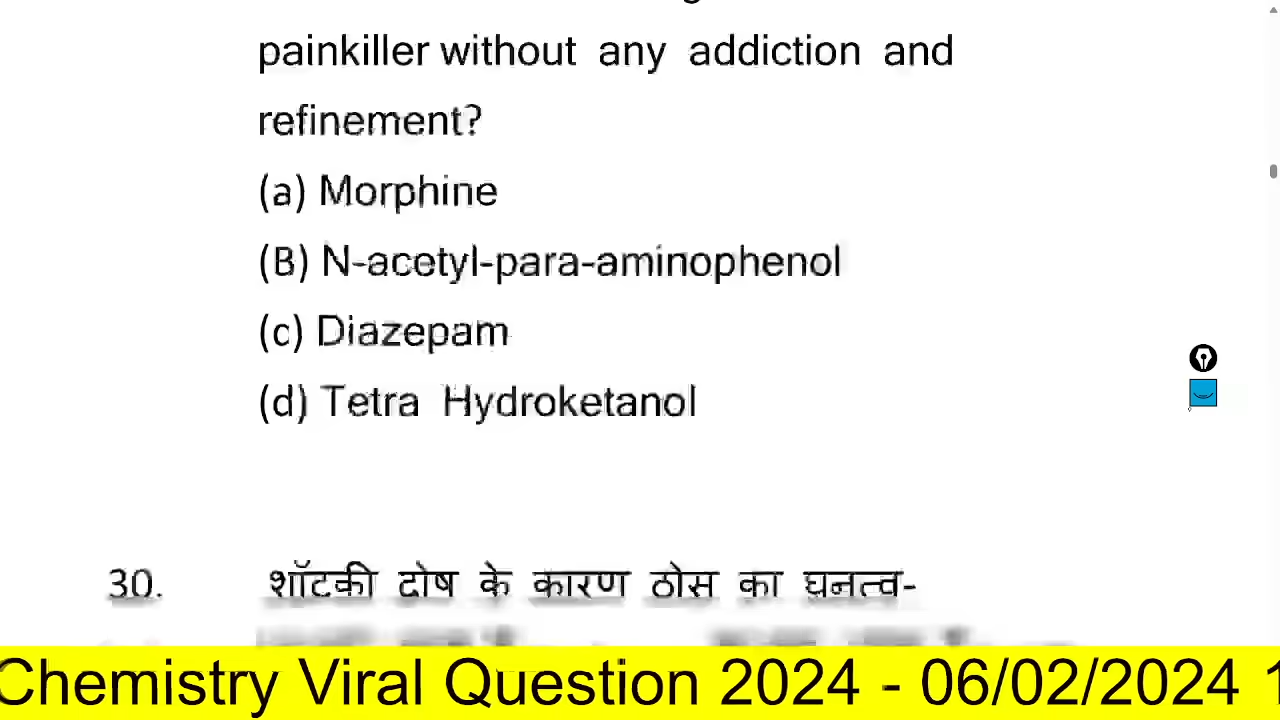 painkiller without any addiction and
refinement?
(a) Morphine
(B) N-acetyl-para-aminophenol
(c) Diazepam
(d) Tetra Hydroketanol
30. शॉटकी दोष के कारण ठोस का घनत्व-
Chemistry Viral Question 2024 - 06/02/2024 1